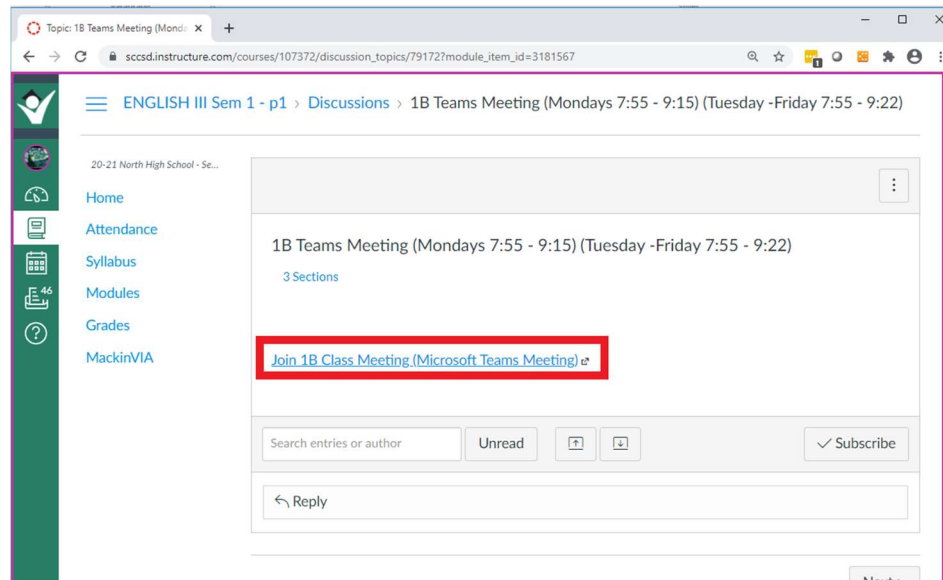 Topic: 1B Teams Meeting (Monda
sccsd.instructure.com/courses/107372/discussion_topics/79172?module_item_id=3181567
1
ENGLISH III Sem 1 - p1 > Discussions > 1B Teams Meeting (Mondays 7:55 - 9:15) (Tuesday -Friday 7:55 - 9:22)
20-21 North High School - Se...
Home
Attendance
Syllabus
Modules
46
Grades
MackinVIA
1B Teams Meeting (Mondays 7:55 - 9:15) (Tuesday -Friday 7:55 - 9:22)
3 Sections
Join 1B Class Meeting (Microsoft Teams Meeting)
Search entries or author
Unread
Subscribe
Reply